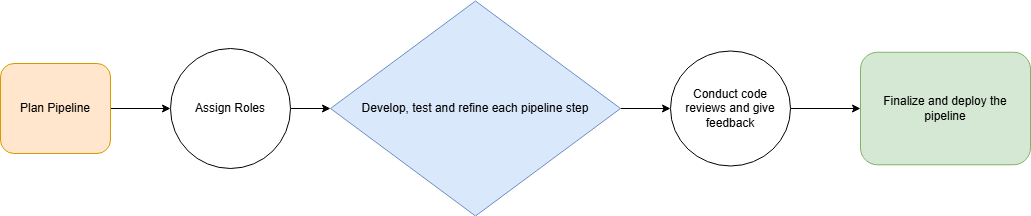 Plan Pipeline
Assign Roles
Develop, test and refine each pipeline step
Conduct code
reviews and give
feedback
Finalize and deploy the
pipeline